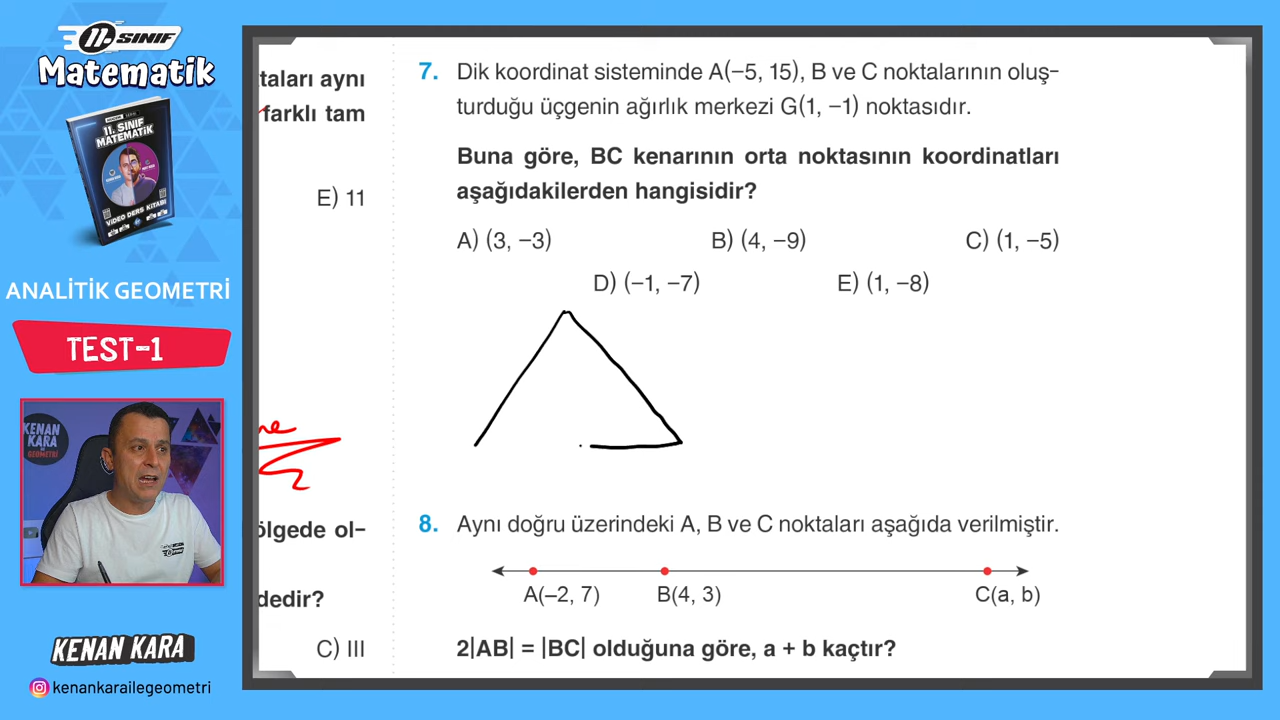 11. SINIF
Matematik
11. SINIF
MATEMATİK
VİDEO DERS KİTABI
ANALİTİK GEOMETRİ
TEST-1
KENAN
KARA
GEOMETRİ
KENAN KARA
kenankarailegeometri
taları aynı
farklı tam
E) 11
ölgede ol-
dedir?
C) III
7. Dik koordinat sisteminde A(–5, 15), B ve C noktalarının oluş-
turduğu üçgenin ağırlık merkezi G(1, –1) noktasıdır.
Buna göre, BC kenarının orta noktasının koordinatları
aşağıdakilerden hangisidir?
A) (3, –3) B) (4, –9) C) (1, –5)
D) (–1, –7) E) (1, –8)
8. Aynı doğru üzerindeki A, B ve C noktaları aşağıda verilmiştir.
A(–2, 7) B(4, 3) C(a, b)
2|AB| = |BC| olduğuna göre, a + b kaçtır?